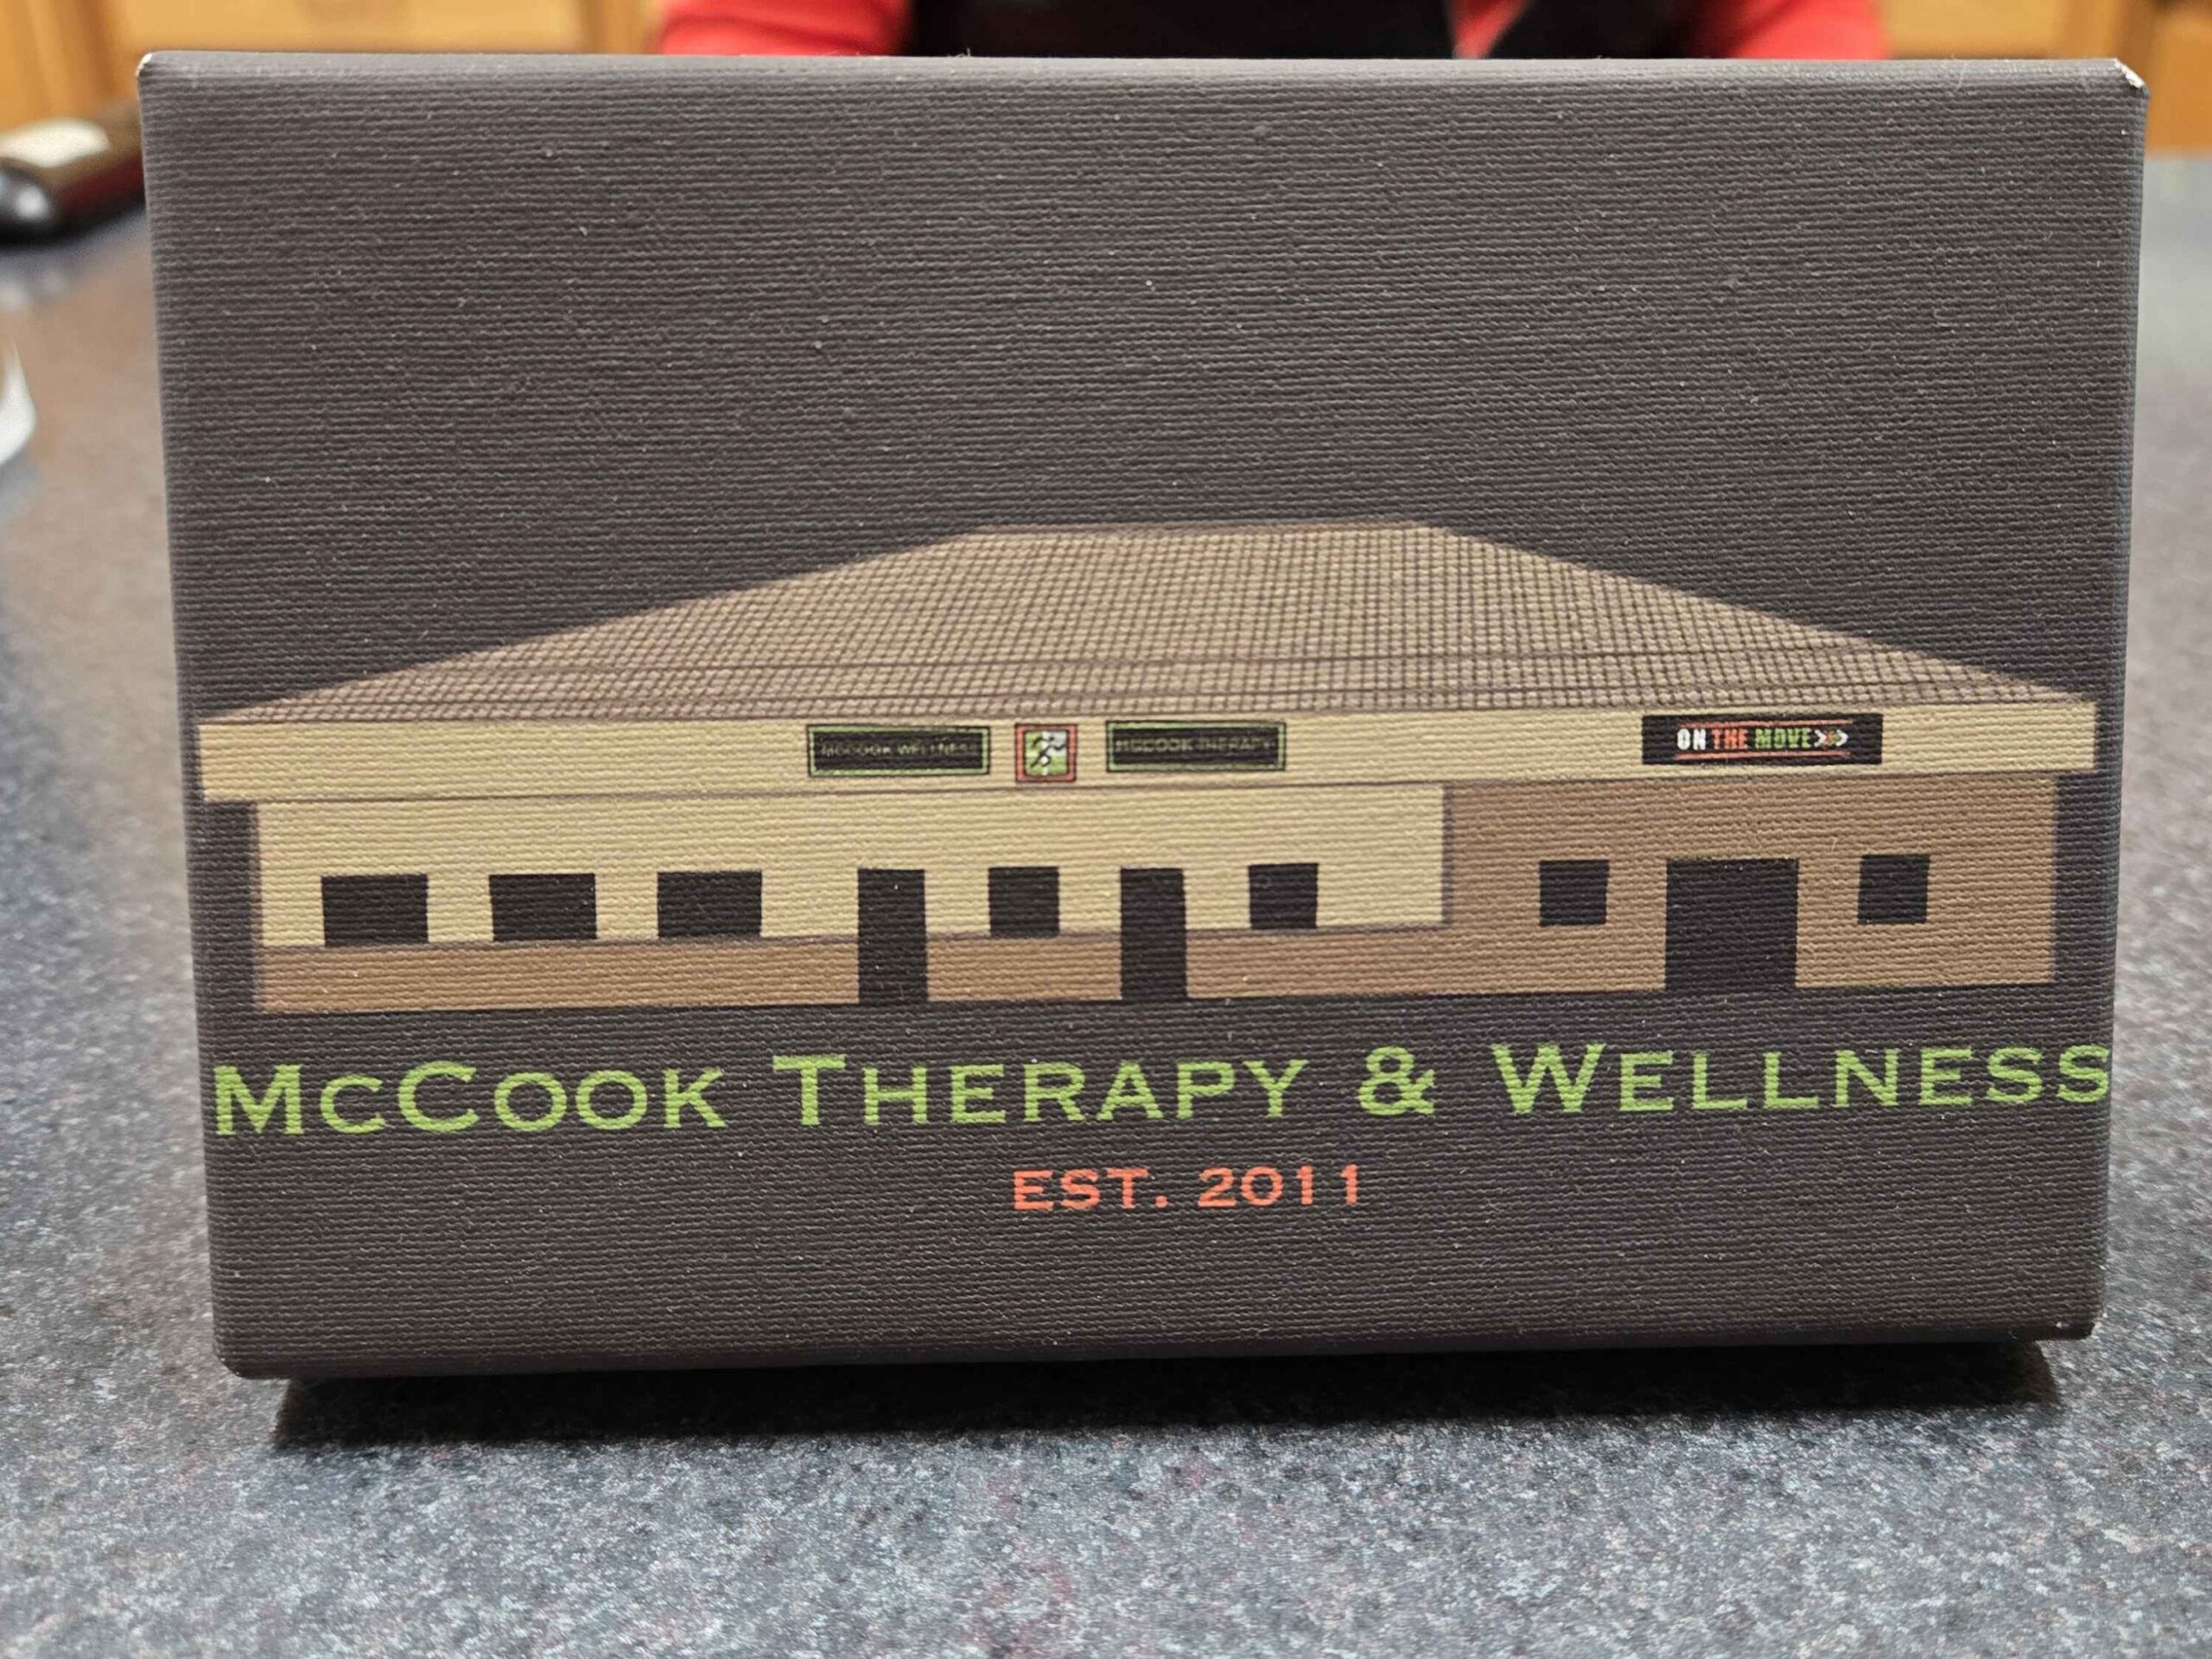 McCook Wellness
McCook Therapy
ON THE MOVE >>>
McCook Therapy & Wellness
EST. 2011